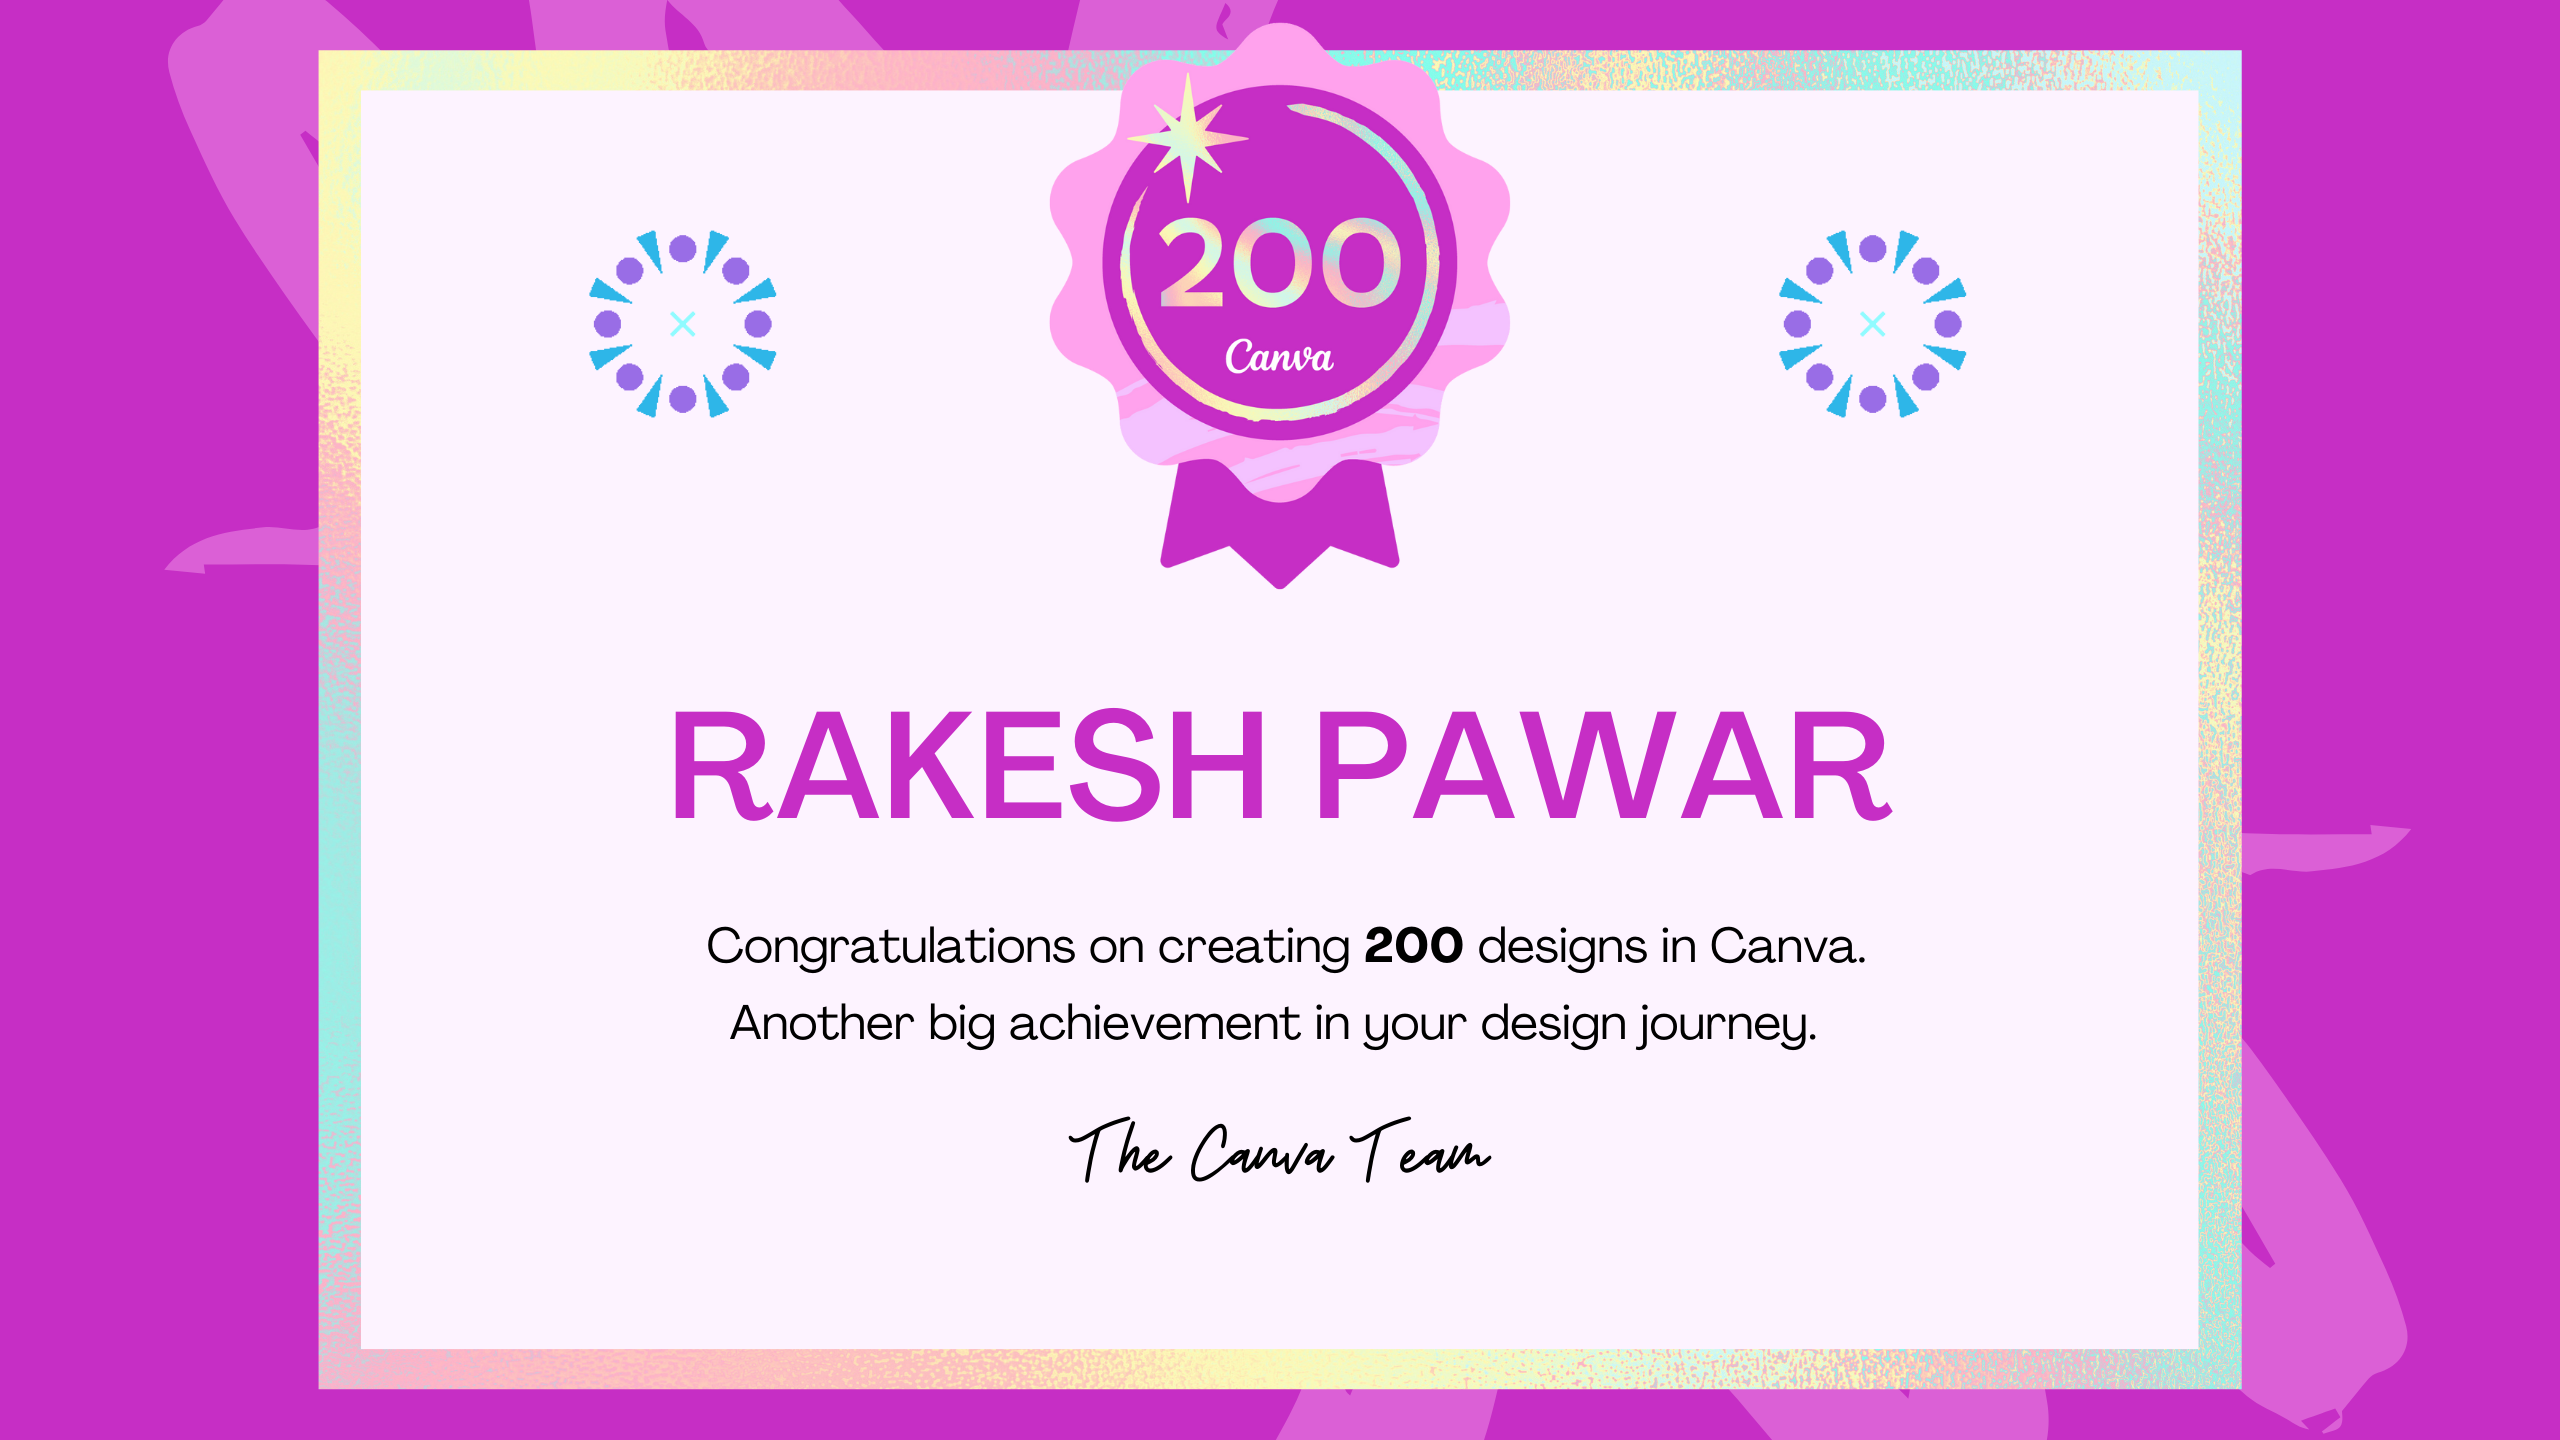 200
Canva
RAKESH PAWAR
Congratulations on creating 200 designs in Canva.
Another big achievement in your design journey.
The Canva Team